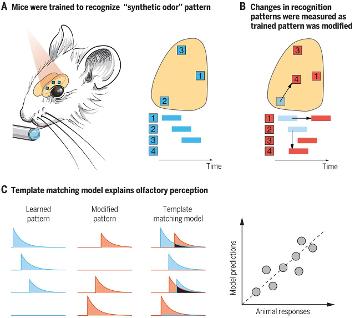 A Mice were trained to recognize "synthetic odor" pattern
3
1
2
1
2
3
Time
B Changes in recognition
patterns were measured as
trained pattern was modified
3
4
1
1
2
3
4
Time
C Template matching model explains olfactory perception
Learned
pattern
Modified
pattern
Template
matching model
Model predictions
Animal responses